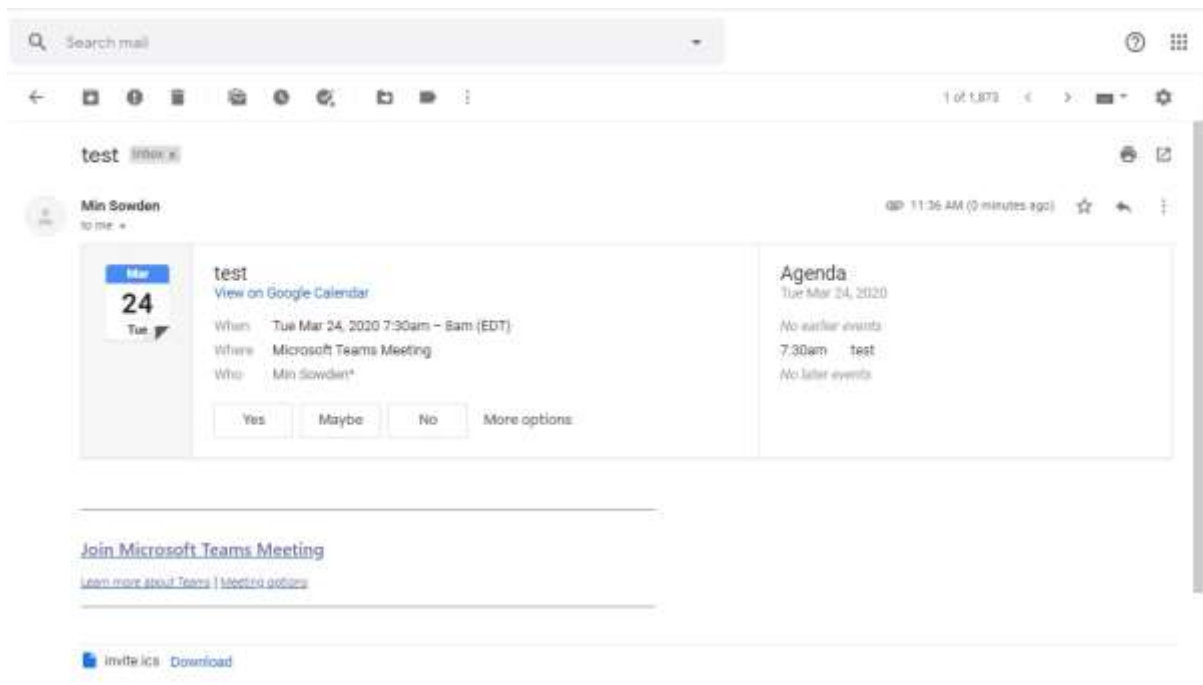 Search mail
1 of 1,873
test Inbox x
Min Sowden
11:36 AM (0 minutes ago)
to me
Mar
24
Tue
test
View on Google Calendar
When Tue Mar 24, 2020 7:30am – 8am (EDT)
Where Microsoft Teams Meeting
Who Min Sowden*
Yes Maybe No More options
Agenda
Tue Mar 24, 2020
No earlier events
7:30am test
No later events
Join Microsoft Teams Meeting
Learn more about Teams | Meeting options
invite.ics Download